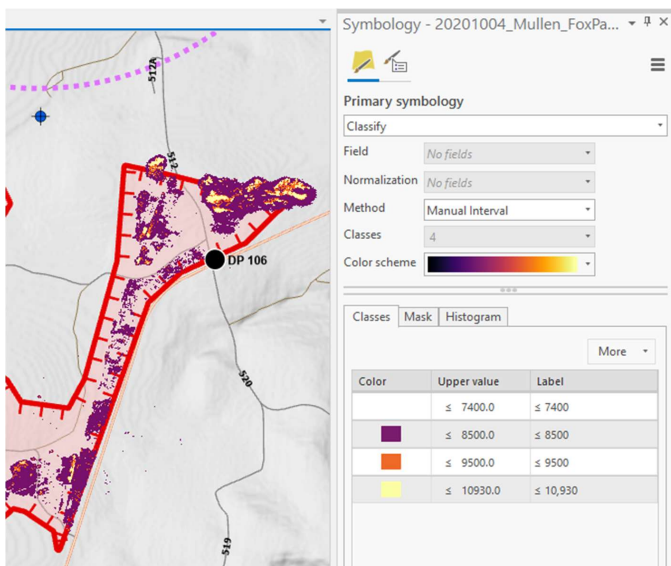 512A
512
DP 106
520
519
Symbology - 20201004_Mullen_FoxPa...
Primary symbology
Classify
Field No fields
Normalization No fields
Method Manual Interval
Classes 4
Color scheme
Classes Mask Histogram
More
Color Upper value Label
≤ 7400.0 ≤ 7400
≤ 8500.0 ≤ 8500
≤ 9500.0 ≤ 9500
≤ 10930.0 ≤ 10,930